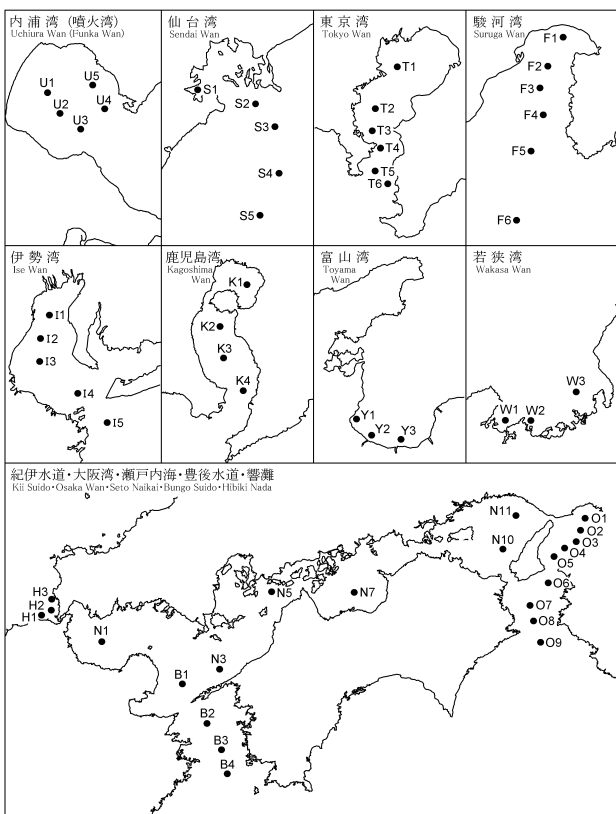 内浦湾(噴火湾)
Uchiura Wan (Funka Wan)
U1
U5
U2
U4
U3
仙台湾
Sendai Wan
S1
S2
S3
S4
S5
東京湾
Tokyo Wan
T1
T2
T3
T4
T5
T6
駿河湾
Suruga Wan
F1
F2
F3
F4
F5
F6
伊勢湾
Ise Wan
I1
I2
I3
I4
I5
鹿児島湾
Kagoshima
Wan
K1
K2
K3
K4
富山湾
Toyama
Wan
Y1
Y2
Y3
若狭湾
Wakasa Wan
W3
W1
W2
紀伊水道・大阪湾・瀬戸内海・豊後水道・響灘
Kii Suido・Osaka Wan・Seto Naikai・Bungo Suido・Hibiki Nada
N11
O1
O2
O3
N10
O4
O5
O6
H3
N5
N7
H2
O7
H1
O8
N1
O9
N3
B1
B2
B3
B4